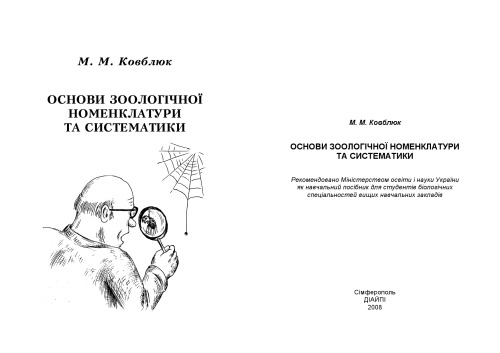 М. М. Ковблюк
ОСНОВИ ЗООЛОГІЧНОЇ
НОМЕНКЛАТУРИ
ТА СИСТЕМАТИКИ
М. М. Ковблюк
ОСНОВИ ЗООЛОГІЧНОЇ НОМЕНКЛАТУРИ
ТА СИСТЕМАТИКИ
Рекомендовано Міністерством освіти і науки України
як навчальний посібник для студентів біологічних
спеціальностей вищих навчальних закладів
Сімферополь
ДІАЙПІ
2008